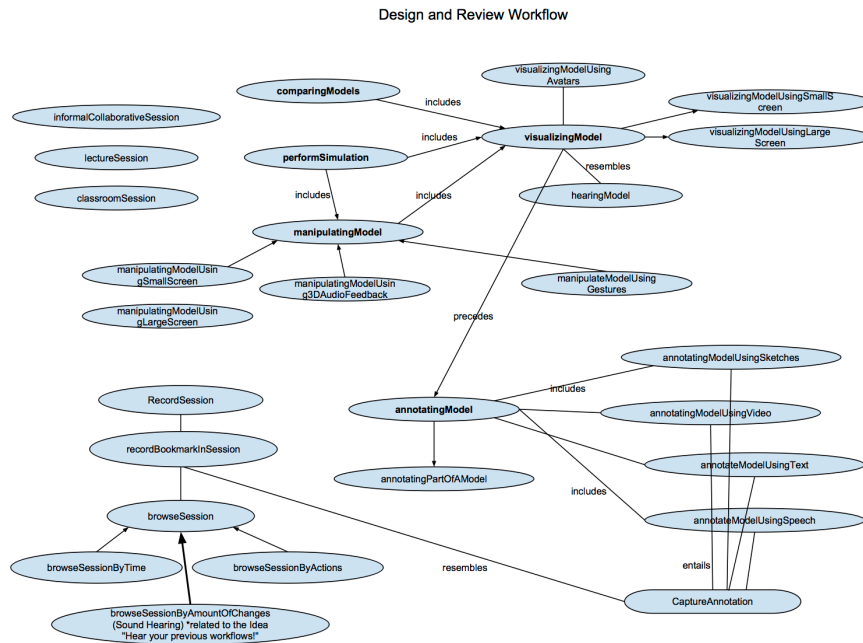 Design and Review Workflow
visualizingModelUsing
Avatars
comparingModels
includes
visualizingModelUsingSmallS
creen
informalCollaborativeSession
includes
visualizingModel
visualizingModelUsingLarge
Screen
lectureSession
performSimulation
resembles
classroomSession
includes
includes
hearingModel
manipulatingModel
manipulatingModelUsin
gSmallScreen
manipulatingModelUsin
g3DAudioFeedback
manipulateModelUsing
Gestures
manipulatingModelUsin
gLargeScreen
precedes
annotatingModelUsingSketches
includes
RecordSession
annotatingModel
annotatingModelUsingVideo
recordBookmarkInSession
annotatingPartOfAModel
annotateModelUsingText
includes
browseSession
annotateModelUsingSpeech
browseSessionByTime
browseSessionByActions
resembles
entails
browseSessionByAmountOfChanges
(Sound Hearing) *related to the Idea
"Hear your previous workflows!"
CaptureAnnotation